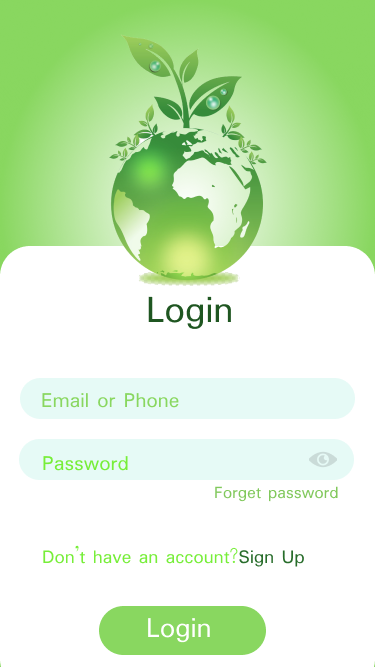 Login
Email or Phone
Password
Forget password
Don't have an account?Sign Up
Login